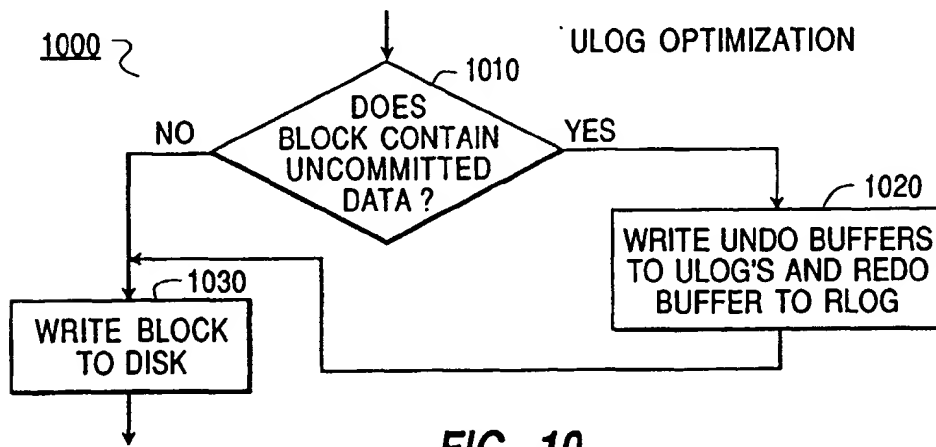 1000
ULOG OPTIMIZATION
1010
DOES
BLOCK CONTAIN
UNCOMMITTED
DATA ?
NO
YES
1020
WRITE UNDO BUFFERS
TO ULOG'S AND REDO
BUFFER TO RLOG
1030
WRITE BLOCK
TO DISK
FIG. 10